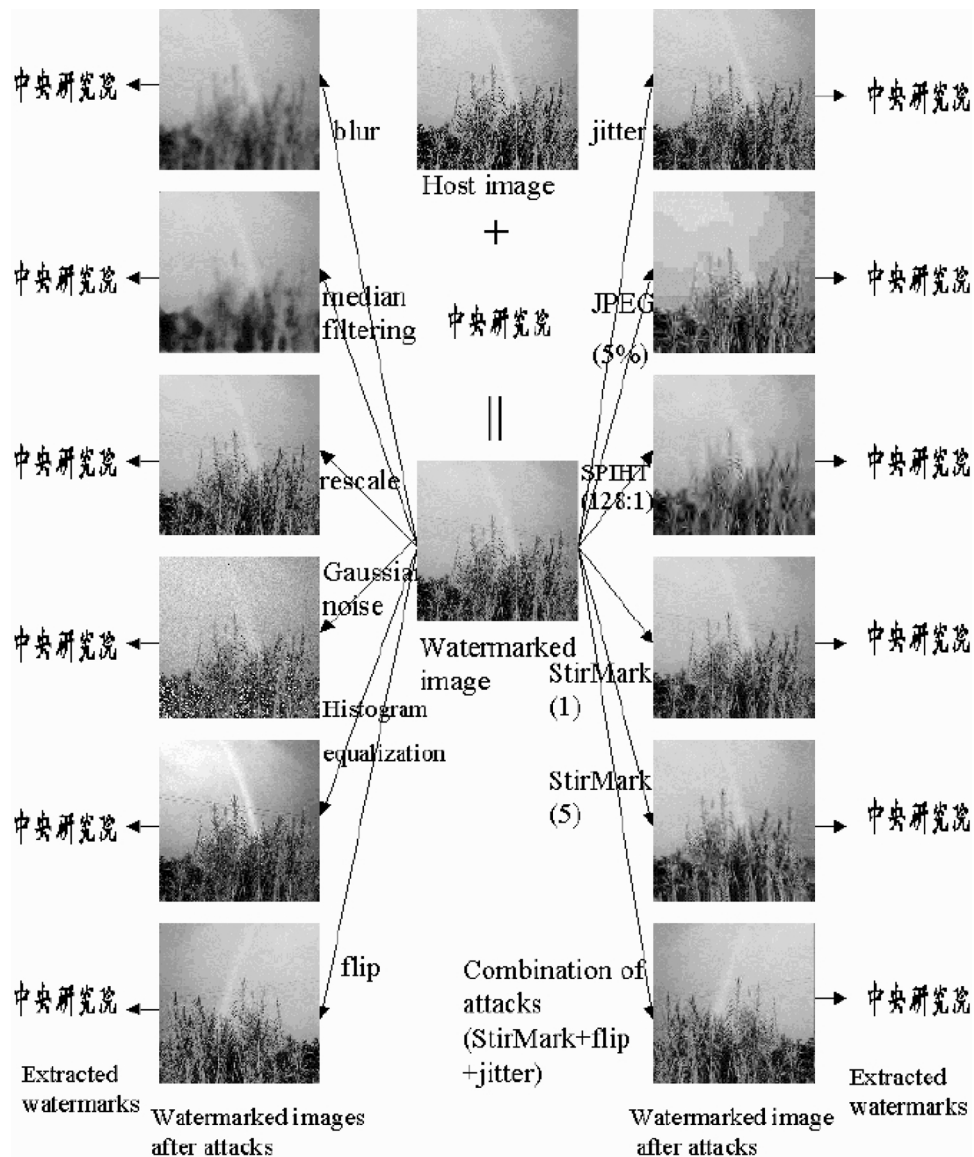 中央研究院
blur
Host image
jitter
中央研究院
+
中央研究院
median
filtering
中央研究院
JPEG
(5%)
中央研究院
||
中央研究院
rescale
SPIHT
(128:1)
中央研究院
中央研究院
Gaussian
noise
Watermarked
image
StirMark
(1)
中央研究院
Histogram
equalization
中央研究院
StirMark
(5)
中央研究院
中央研究院
flip
Combination of
attacks
(StirMark+flip
+jitter)
中央研究院
Extracted
watermarks
Watermarked images
after attacks
Watermarked image
after attacks
Extracted
watermarks